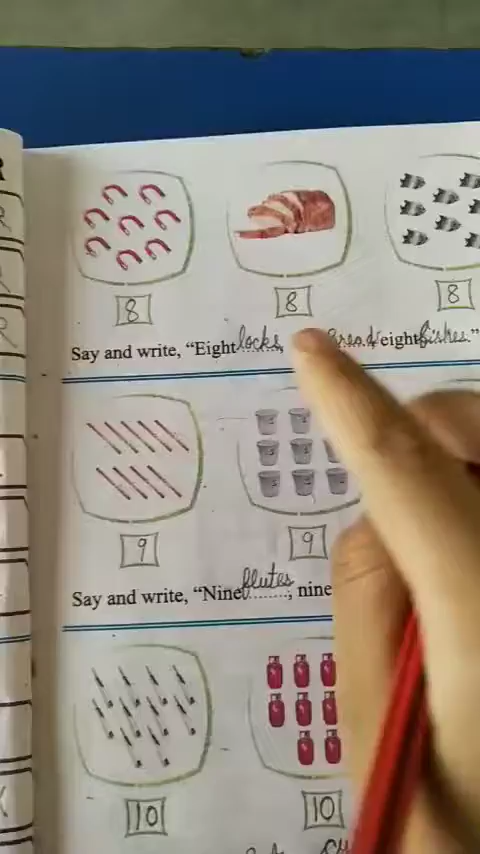 8 8 8
Say and write, "Eight locks, Bread eight fishes."
9 9
Say and write, "Nine flutes, nine
10 10